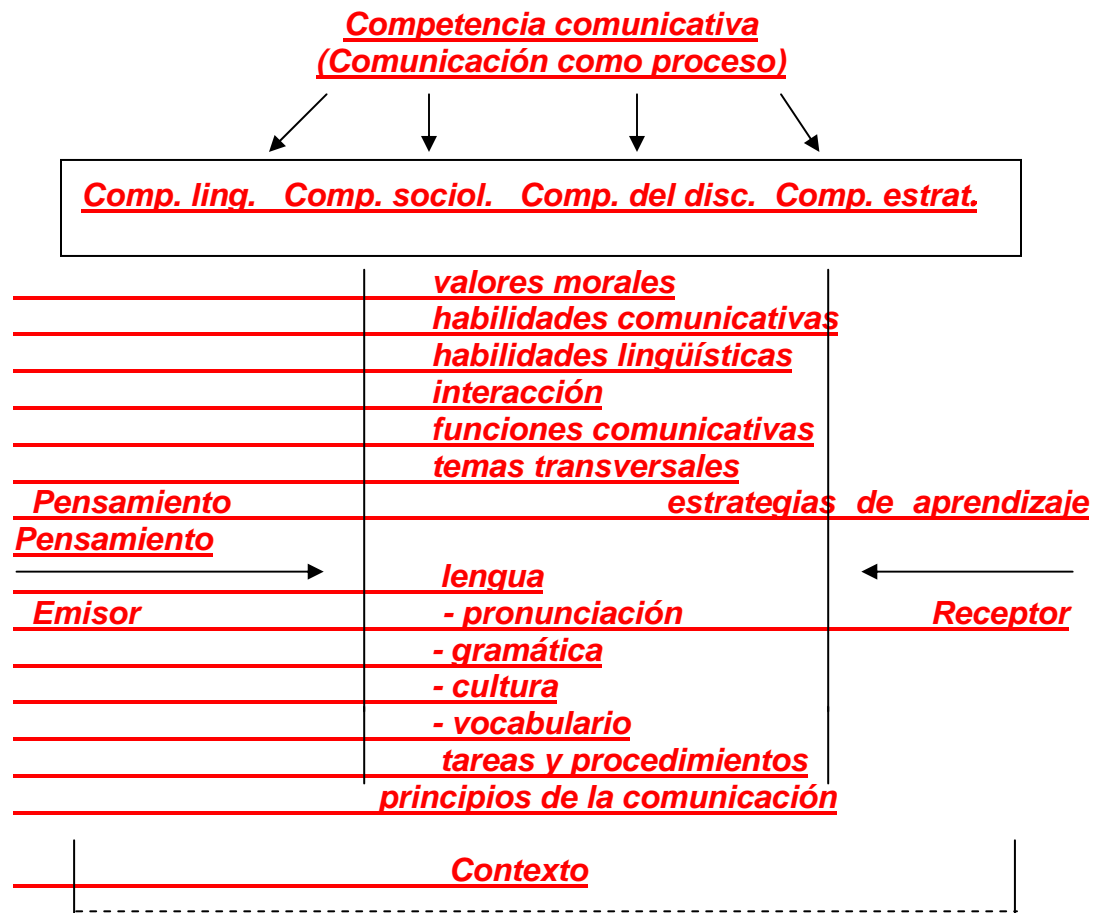 Competencia comunicativa
(Comunicación como proceso)
Comp. ling. Comp. sociol. Comp. del disc. Comp. estrat.
valores morales
habilidades comunicativas
habilidades lingüísticas
interacción
funciones comunicativas
temas transversales
Pensamiento estrategias de aprendizaje
Pensamiento
lengua
Emisor - pronunciación Receptor
- gramática
- cultura
- vocabulario
tareas y procedimientos
principios de la comunicación
Contexto